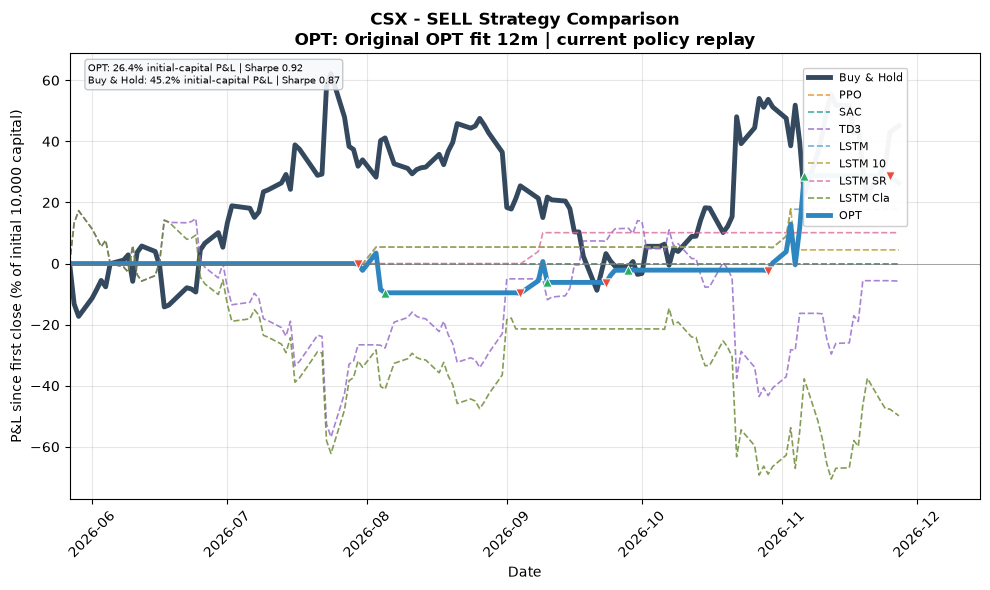 CSX - SELL Strategy Comparison
OPT: Original OPT fit 12m | current policy replay
OPT: 26.4% initial-capital P&L | Sharpe 0.92
Buy & Hold: 45.2% initial-capital P&L | Sharpe 0.87
Buy & Hold
PPO
SAC
TD3
LSTM
LSTM 10
LSTM SR
LSTM Cla
OPT
P&L since first close (% of initial 10,000 capital)
60
40
20
0
−20
−40
−60
2026-06
2026-07
2026-08
2026-09
2026-10
2026-11
2026-12
Date